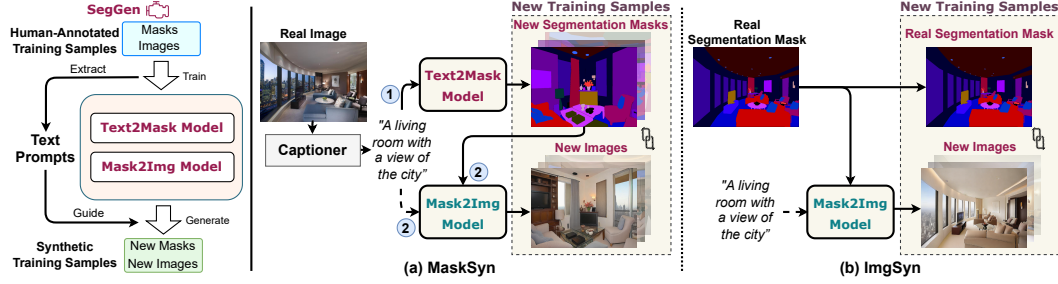 SegGen
Human-Annotated
Training Samples
Masks
Images
Extract
Train
Text2Mask Model
Mask2Img Model
Text
Prompts
Guide
Generate
Synthetic
Training Samples
New Masks
New Images
Real Image
Captioner
1
"A living
room with
a view of
the city"
2
Text2Mask
Model
2
Mask2Img
Model
New Training Samples
New Segmentation Masks
New Images
(a) MaskSyn
Real
Segmentation Mask
"A living
room with
a view of
the city"
Mask2Img
Model
New Training Samples
Real Segmentation Mask
New Images
(b) ImgSyn